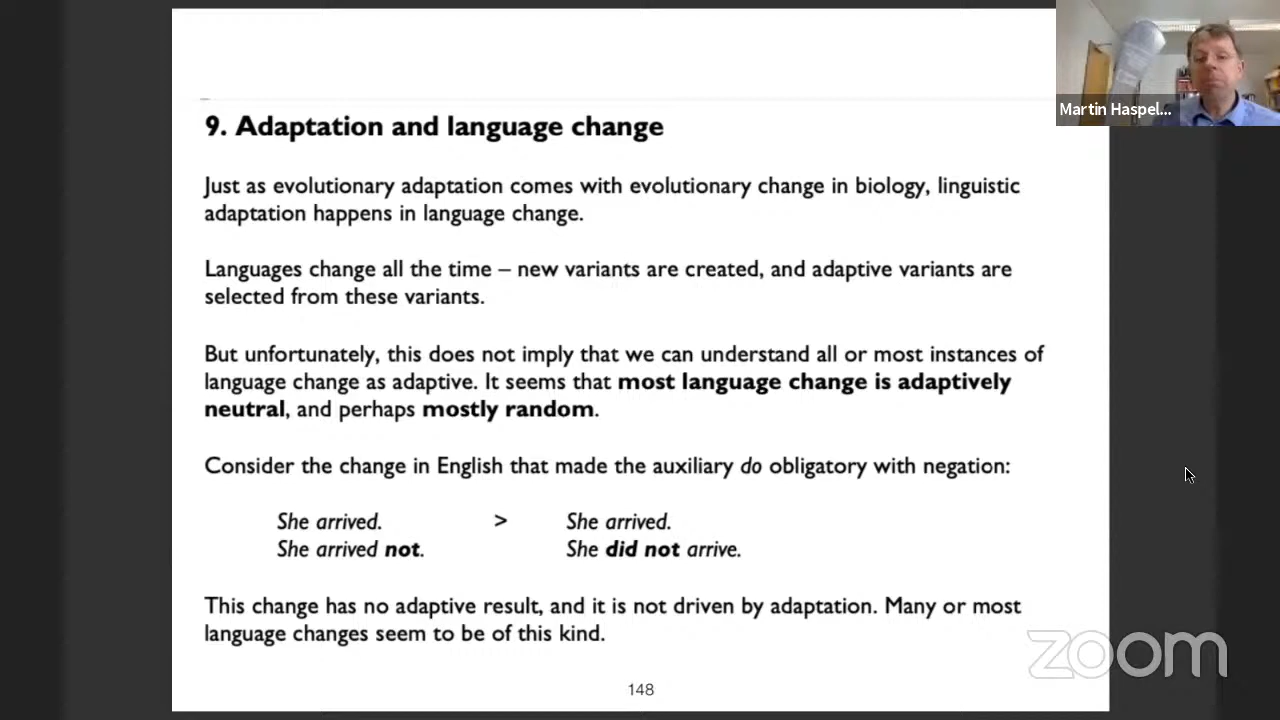 Martin Haspel...
9. Adaptation and language change
Just as evolutionary adaptation comes with evolutionary change in biology, linguistic
adaptation happens in language change.
Languages change all the time – new variants are created, and adaptive variants are
selected from these variants.
But unfortunately, this does not imply that we can understand all or most instances of
language change as adaptive. It seems that most language change is adaptively
neutral, and perhaps mostly random.
Consider the change in English that made the auxiliary do obligatory with negation:
She arrived. > She arrived.
She arrived not. She did not arrive.
This change has no adaptive result, and it is not driven by adaptation. Many or most
language changes seem to be of this kind.
zoom
148